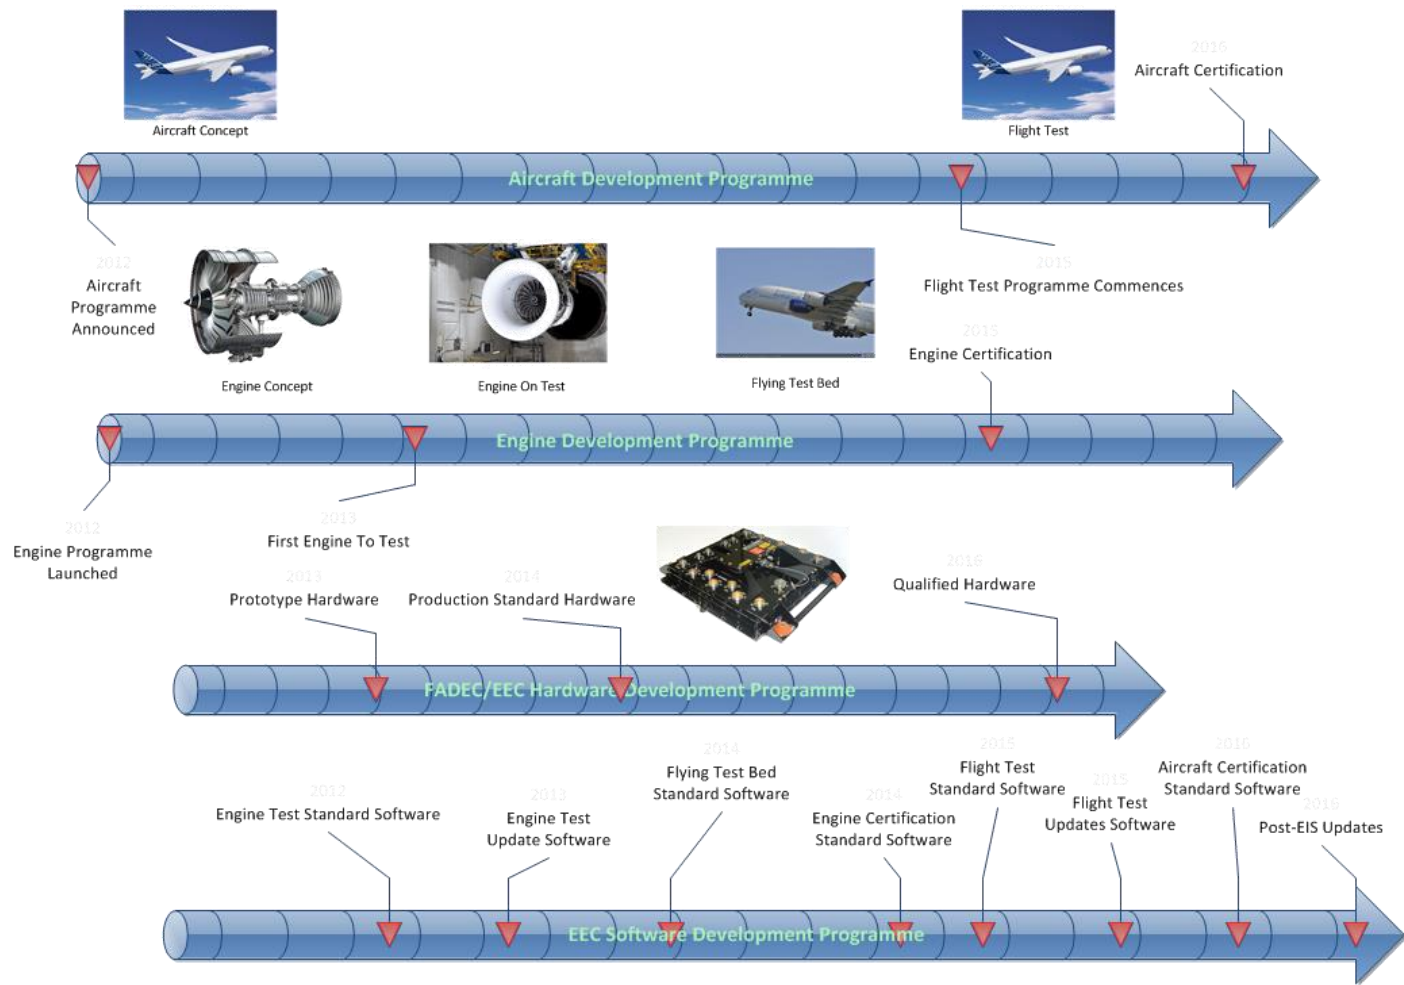 2016
Aircraft Certification
Aircraft Concept
Flight Test
Aircraft Development Programme
2012
Aircraft
Programme
Announced
2015
Flight Test Programme Commences
2015
Engine Certification
Engine Concept
Engine On Test
Flying Test Bed
Engine Development Programme
2012
Engine Programme
Launched
2013
First Engine To Test
2013
Prototype Hardware
2014
Production Standard Hardware
2016
Qualified Hardware
FADEC/EEC Hardware Development Programme
2012
Engine Test Standard Software
2013
Engine Test
Update Software
2014
Flying Test Bed
Standard Software
2014
Engine Certification
Standard Software
2015
Flight Test
Standard Software
2015
Flight Test
Updates Software
2016
Aircraft Certification
Standard Software
2016
Post-EIS Updates
EEC Software Development Programme